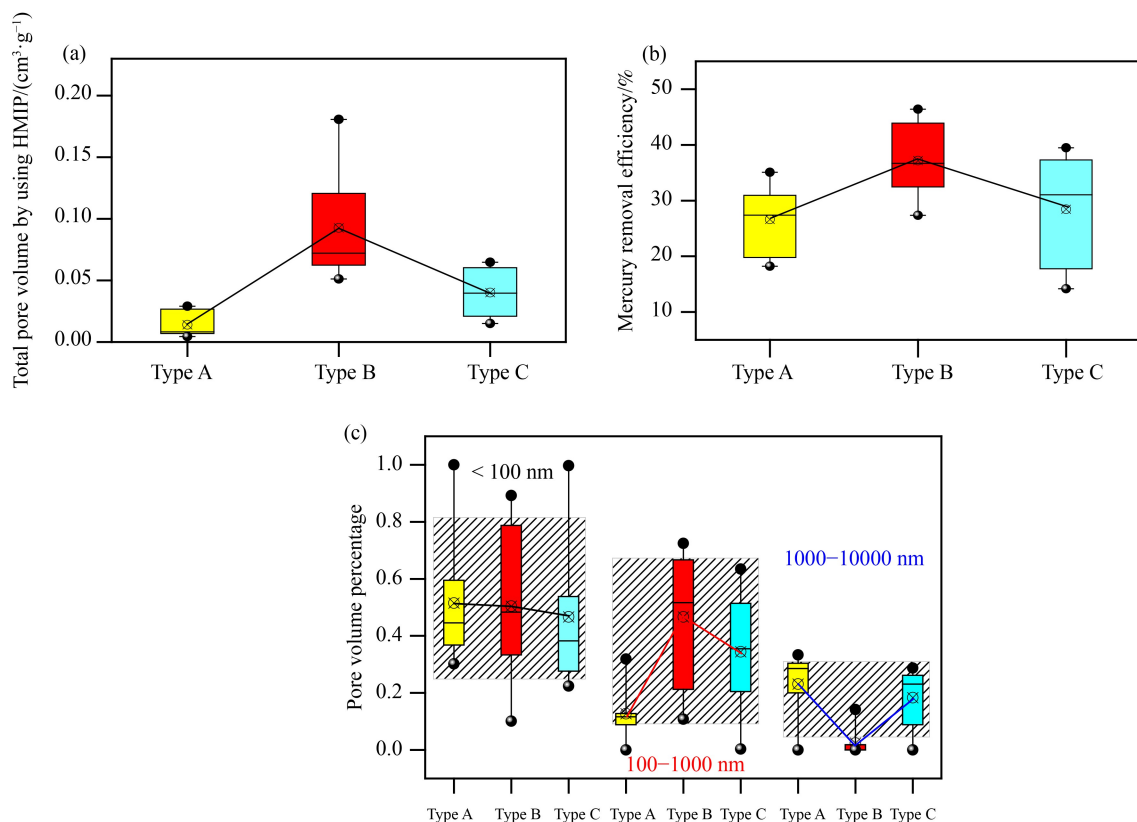 (a)
Total pore volume by using HMIP/(cm³·g⁻¹)
0.20
0.15
0.10
0.05
0.00
Type A
Type B
Type C
(b)
Mercury removal efficiency/%
50
40
30
20
10
Type A
Type B
Type C
(c)
Pore volume percentage
1.0
0.8
0.6
0.4
0.2
0.0
< 100 nm
100−1000 nm
1000−10000 nm
Type A
Type B
Type C
Type A
Type B
Type C
Type A
Type B
Type C